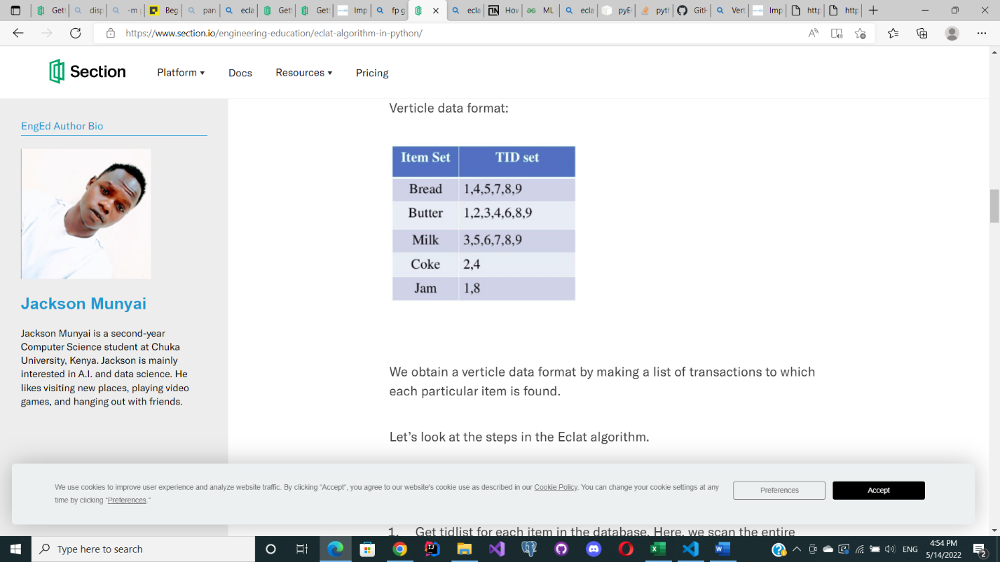 Gett
disp
-m p
Beg
pand
ecla
Gett
Gett
Imp
fp g
ecla
Hov
ML
ecla
pyE
pyth
GitH
Vert
Imp
http
http
https://www.section.io/engineering-education/eclat-algorithm-in-python/
Section
Platform
Docs
Resources
Pricing
EngEd Author Bio
Jackson Munyai
Jackson Munyai is a second-year
Computer Science student at Chuka
University, Kenya. Jackson is mainly
interested in A.I. and data science. He
likes visiting new places, playing video
games, and hanging out with friends.
Verticle data format:
Item Set TID set
Bread 1,4,5,7,8,9
Butter 1,2,3,4,6,8,9
Milk 3,5,6,7,8,9
Coke 2,4
Jam 1,8
We obtain a verticle data format by making a list of transactions to which
each particular item is found.
Let's look at the steps in the Eclat algorithm.
1. Get tidlist for each item in the database. Here, we scan the entire
We use cookies to improve user experience and analyze website traffic. By clicking "Accept", you agree to our website's cookie use as described in our Cookie Policy. You can change your cookie settings at any
time by clicking "Preferences."
Preferences
Accept
Type here to search
ENG
4:54 PM
5/14/2022
2